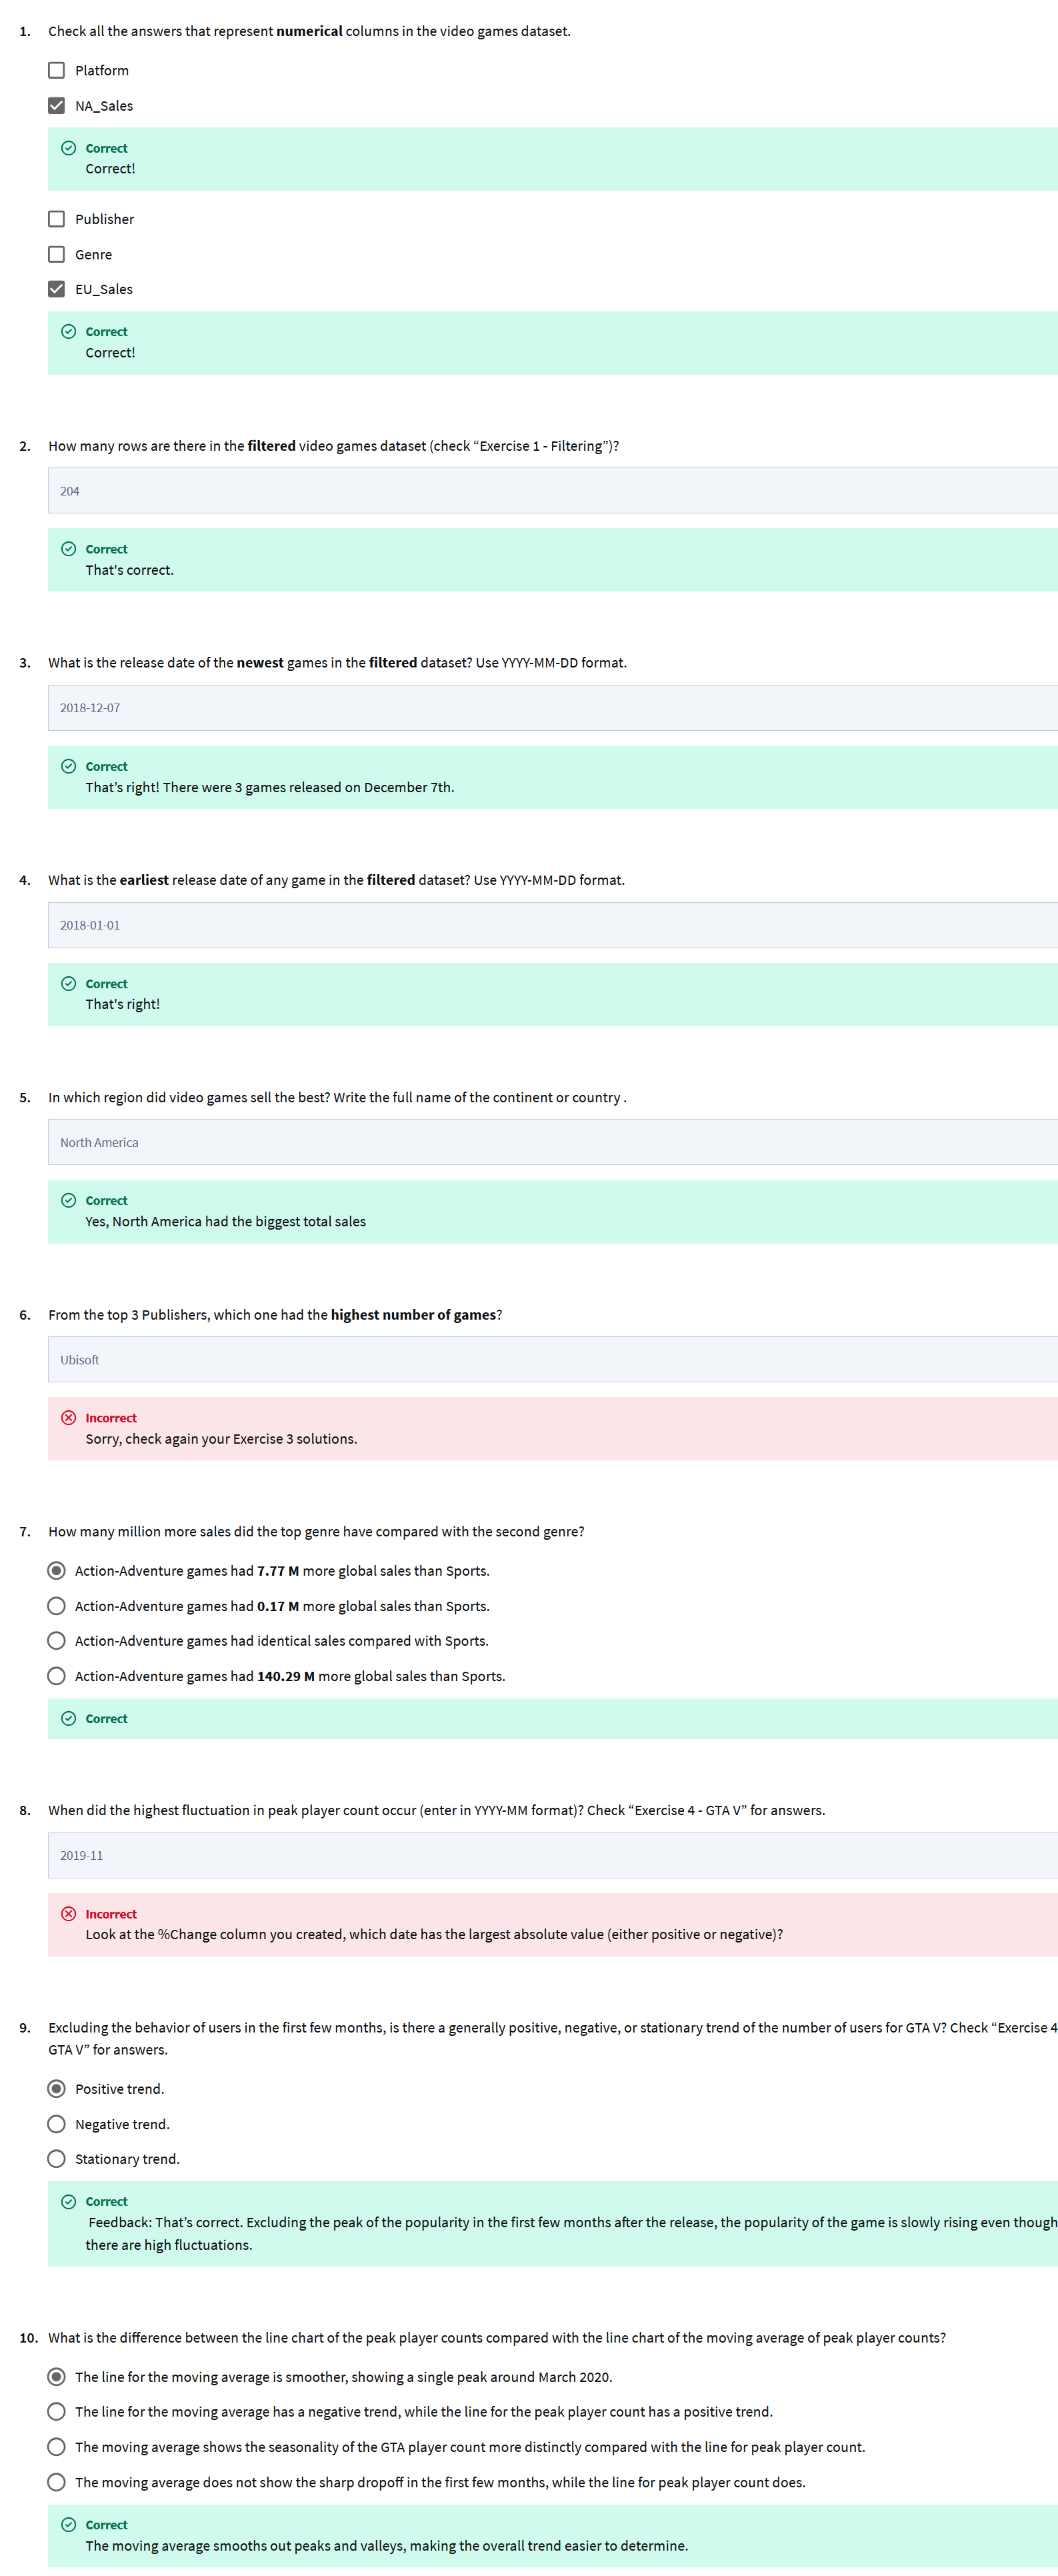 1. Check all the answers that represent numerical columns in the video games dataset.
Platform
NA_Sales
Correct
Correct!
Publisher
Genre
EU_Sales
Correct
Correct!
2. How many rows are there in the filtered video games dataset (check “Exercise 1 - Filtering”)?
204
Correct
That's correct.
3. What is the release date of the newest games in the filtered dataset? Use YYYY-MM-DD format.
2018-12-07
Correct
That’s right! There were 3 games released on December 7th.
4. What is the earliest release date of any game in the filtered dataset? Use YYYY-MM-DD format.
2018-01-01
Correct
That's right!
5. In which region did video games sell the best? Write the full name of the continent or country .
North America
Correct
Yes, North America had the biggest total sales
6. From the top 3 Publishers, which one had the highest number of games?
Ubisoft
Incorrect
Sorry, check again your Exercise 3 solutions.
7. How many million more sales did the top genre have compared with the second genre?
Action-Adventure games had 7.77 M more global sales than Sports.
Action-Adventure games had 0.17 M more global sales than Sports.
Action-Adventure games had identical sales compared with Sports.
Action-Adventure games had 140.29 M more global sales than Sports.
Correct
8. When did the highest fluctuation in peak player count occur (enter in YYYY-MM format)? Check “Exercise 4 - GTA V” for answers.
2019-11
Incorrect
Look at the %Change column you created, which date has the largest absolute value (either positive or negative)?
9. Excluding the behavior of users in the first few months, is there a generally positive, negative, or stationary trend of the number of users for GTA V? Check “Exercise 4
GTA V” for answers.
Positive trend.
Negative trend.
Stationary trend.
Correct
Feedback: That’s correct. Excluding the peak of the popularity in the first few months after the release, the popularity of the game is slowly rising even though
there are high fluctuations.
10. What is the difference between the line chart of the peak player counts compared with the line chart of the moving average of peak player counts?
The line for the moving average is smoother, showing a single peak around March 2020.
The line for the moving average has a negative trend, while the line for the peak player count has a positive trend.
The moving average shows the seasonality of the GTA player count more distinctly compared with the line for peak player count.
The moving average does not show the sharp dropoff in the first few months, while the line for peak player count does.
Correct
The moving average smooths out peaks and valleys, making the overall trend easier to determine.